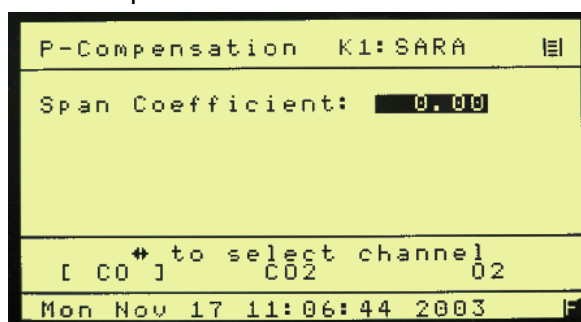 P-Compensation K1:SARA
Span Coefficient: 0.00
↔ to select channel
[ CO ] CO2 O2
Mon Nov 17 11:06:44 2003